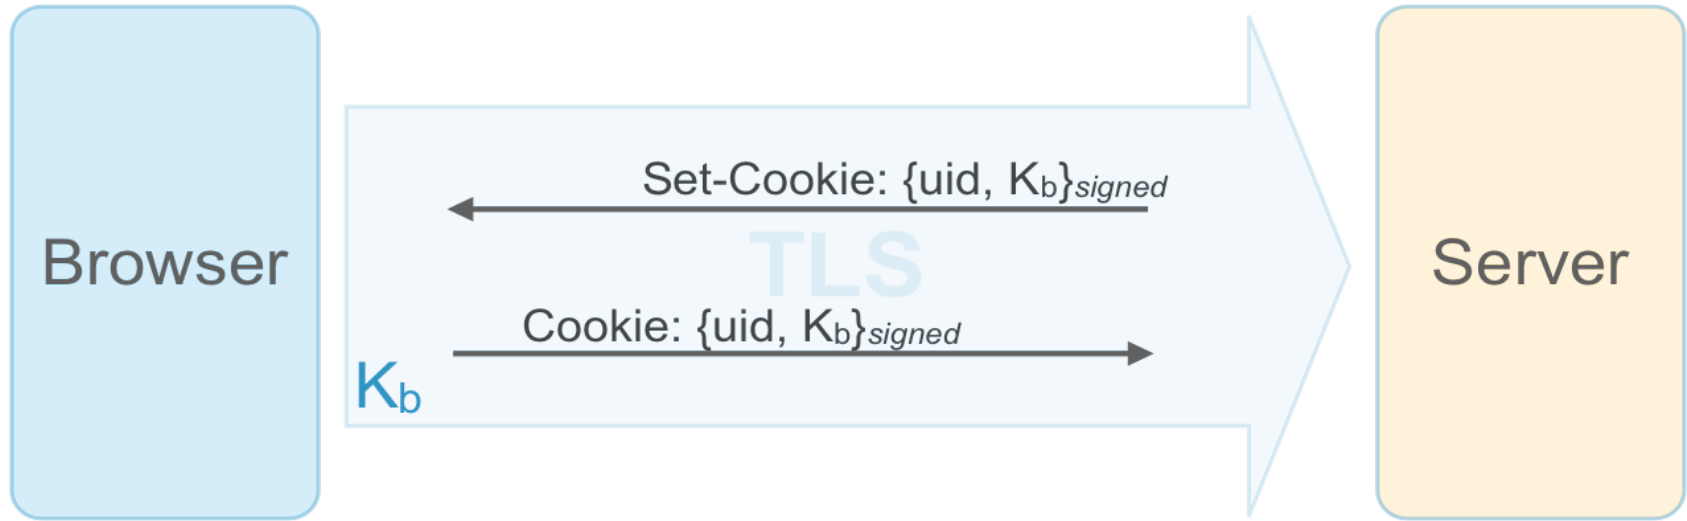 Browser
Set-Cookie: {uid, Kb}signed
TLS
Cookie: {uid, Kb}signed
Kb
Server